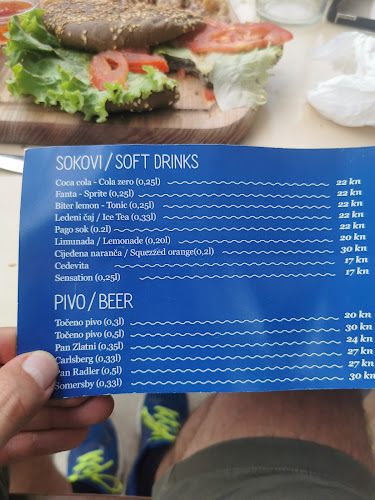 SOKOVI / SOFT DRINKS
Coca cola - Cola zero (0,25l) 22 kn
Fanta - Sprite (0,25l) 22 kn
Biter lemon - Tonic (0,25l) 22 kn
Ledeni čaj / Ice Tea (0,33l) 22 kn
Pago sok (0.2l) 22 kn
Limunada / Lemonade (0,20l) 20 kn
Cijeđena naranča / Squezzed orange(0,2l) 30 kn
Cedevita 17 kn
Sensation (0,25l) 17 kn
PIVO / BEER
Točeno pivo (0,3l) 20 kn
Točeno pivo (0,5l) 30 kn
Pan Zlatni (0,35l) 24 kn
Carlsberg (0,33l) 27 kn
Pan Radler (0,5l) 27 kn
Somersby (0,33l) 30 kn